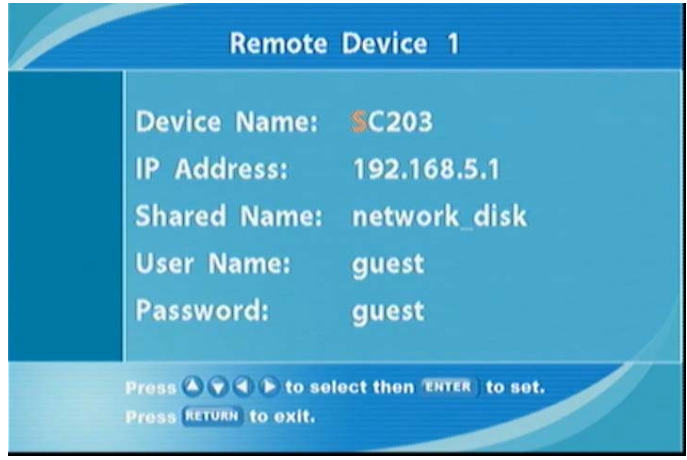 Remote Device 1
Device Name: SC203
IP Address: 192.168.5.1
Shared Name: network_disk
User Name: guest
Password: guest
Press to select then ENTER to set.
Press RETURN to exit.